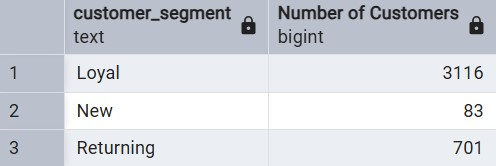 customer_segment Number of Customers
text bigint
1 Loyal 3116
2 New 83
3 Returning 701